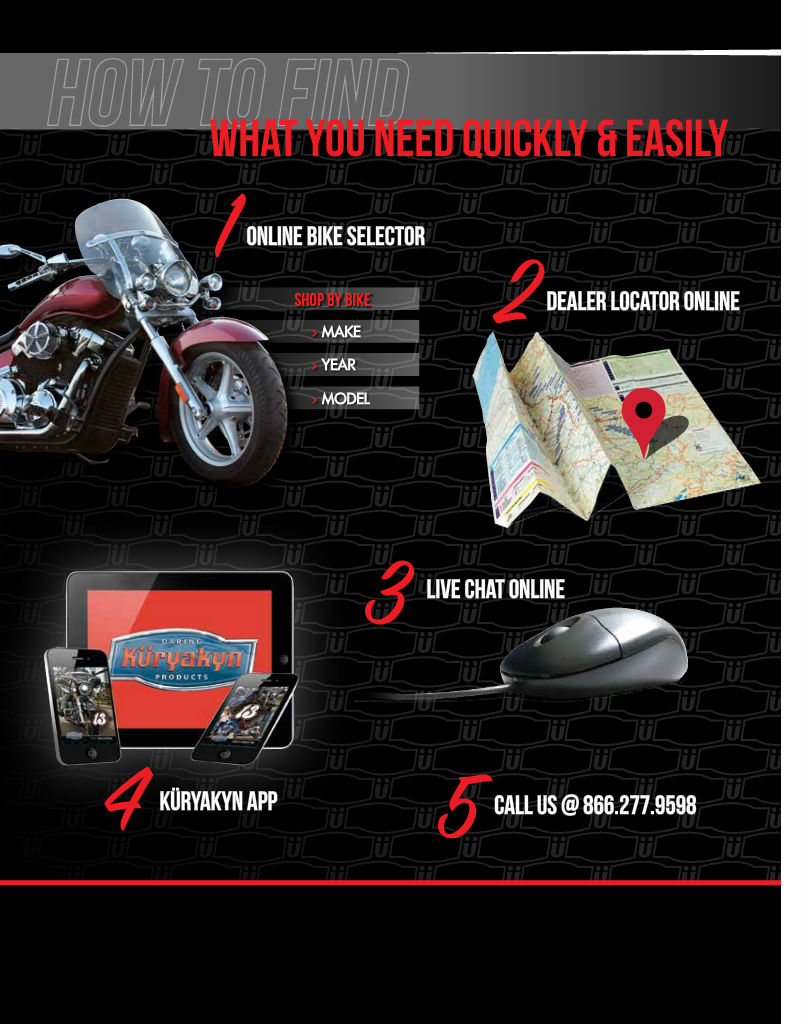 HOW TO FIND
WHAT YOU NEED QUICKLY & EASILY
1 ONLINE BIKE SELECTOR
SHOP BY BIKE
> MAKE
> YEAR
> MODEL
2 DEALER LOCATOR ONLINE
3 LIVE CHAT ONLINE
DARING
Küryakyn
PRODUCTS
13
13
4 KÜRYAKYN APP
5 CALL US @ 866.277.9598